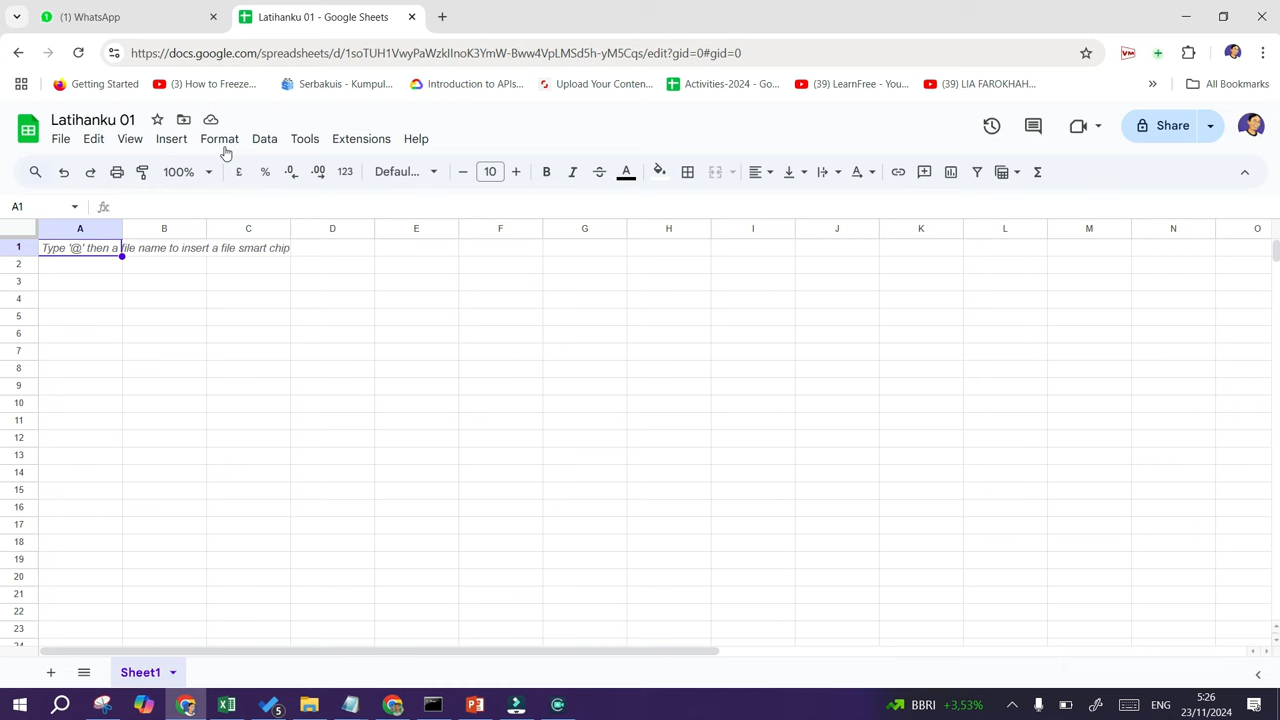 (1) WhatsApp
Latihanku 01 - Google Sheets
https://docs.google.com/spreadsheets/d/1soTUH1VwyPaWzkIInoK3YmW-Bww4VpLMSd5h-yM5Cqs/edit?gid=0#gid=0
Getting Started
(3) How to Freeze...
Serbakuis - Kumpul...
Introduction to APIs...
Upload Your Conten...
Activities-2024 - Go...
(39) LearnFree - You...
(39) LIA FAROKHAH...
All Bookmarks
Latihanku 01
File Edit View Insert Format Data Tools Extensions Help
Share
100% £ % .0 .00 123 Defaul... 10 B I S A
A1 fx
A B C D E F G H I J K L M N O
1 Type '@' then a file name to insert a file smart chip
2
3
4
5
6
7
8
9
10
11
12
13
14
15
16
17
18
19
20
21
22
23
24
Sheet1
5
BBRI +3,53%
ENG
5:26
23/11/2024